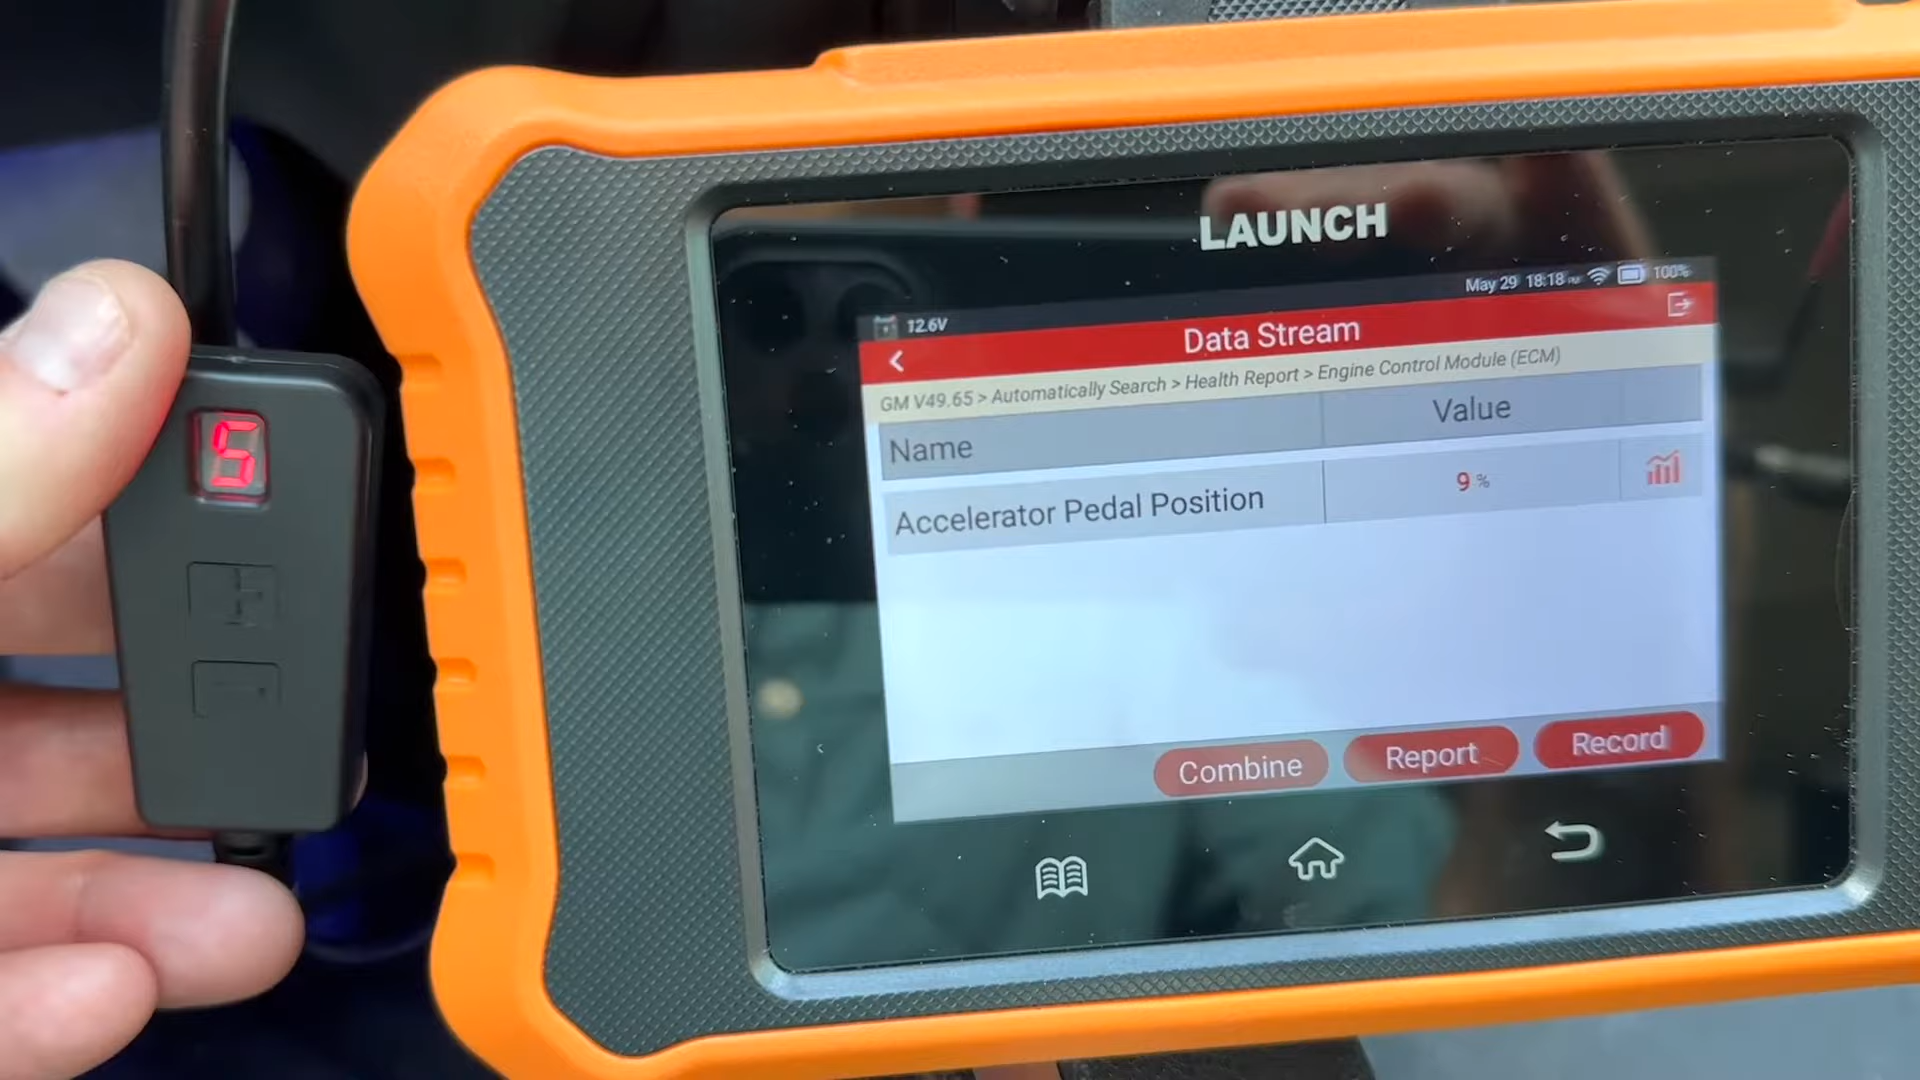 LAUNCH
May 29 18:18 PM 100%
12.6V
Data Stream
GM V49.65 > Automatically Search > Health Report > Engine Control Module (ECM)
Name Value
Accelerator Pedal Position 9 %
Combine Report Record
5
+
-